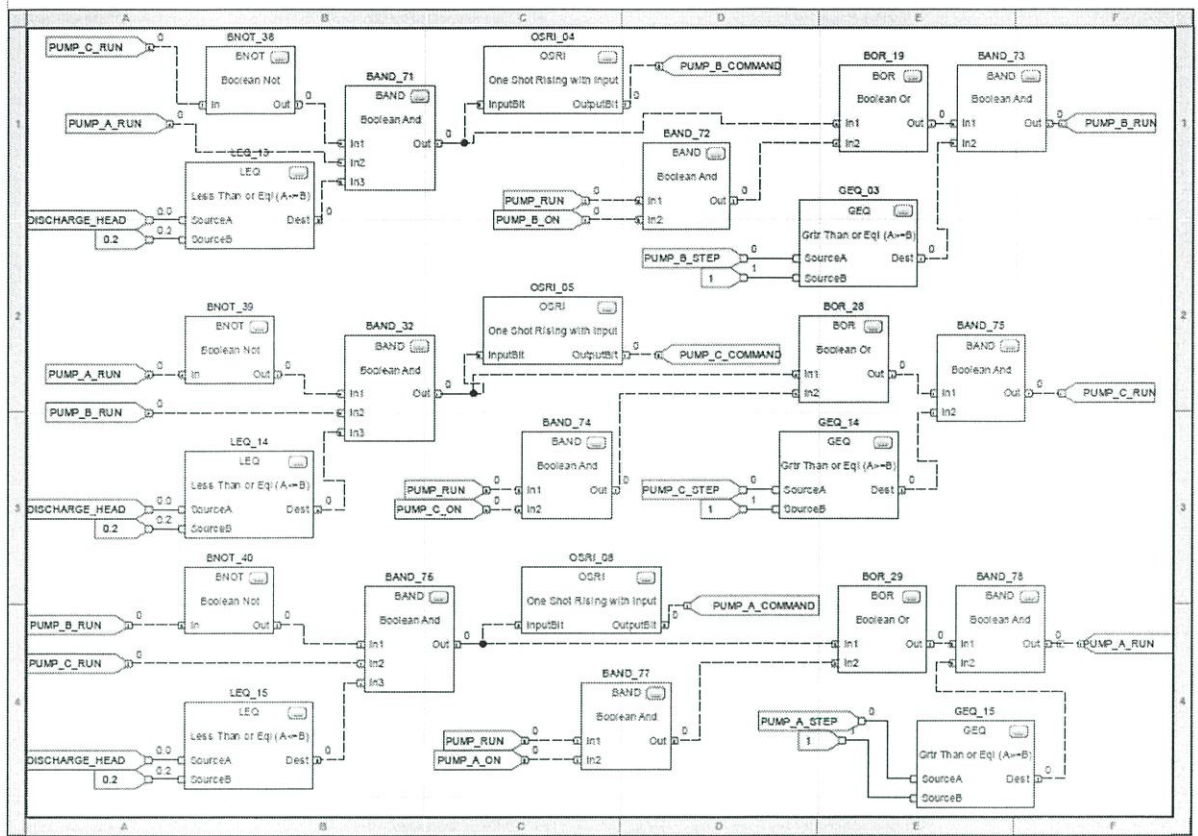 A B C D E F
PUMP_C_RUN 0
BNOT_38
BNOT ...
Boolean Not
In Out 0
PUMP_A_RUN 0
LEQ_13
LEQ ...
Less Than or Eql (A<=B)
DISCHARGE_HEAD 0.0 SourceA Dest 0
0.2 0.2 SourceB
BAND_71
BAND ...
Boolean And
In1 Out 0
In2
In3
OSRI_04
OSRI ...
One Shot Rising with Input
InputBit OutputBit 0
0 PUMP_B_COMMAND
BAND_72
BAND ...
Boolean And
PUMP_RUN 0 In1 Out 0
PUMP_B_ON 0 In2
BOR_19
BOR ...
Boolean Or
In1 Out 0
In2
BAND_73
BAND ...
Boolean And
In1 Out 0
In2
PUMP_B_RUN
GEQ_03
GEQ ...
Grtr Than or Eql (A>=B)
PUMP_B_STEP 0 SourceA Dest 0
1 1 SourceB
1 1
BNOT_39
BNOT ...
Boolean Not
PUMP_A_RUN 0 In Out 0
PUMP_B_RUN 0
LEQ_14
LEQ ...
Less Than or Eql (A<=B)
DISCHARGE_HEAD 0.0 SourceA Dest 0
0.2 0.2 SourceB
BAND_32
BAND ...
Boolean And
In1 Out 0
In2
In3
OSRI_05
OSRI ...
One Shot Rising with Input
InputBit OutputBit 0
PUMP_C_COMMAND
BAND_74
BAND ...
Boolean And
PUMP_RUN 0 In1 Out 0
PUMP_C_ON 0 In2
BOR_28
BOR ...
Boolean Or
In1 Out 0
In2
BAND_75
BAND ...
Boolean And
In1 Out 0
In2
PUMP_C_RUN
GEQ_14
GEQ ...
Grtr Than or Eql (A>=B)
PUMP_C_STEP 0 SourceA Dest 0
1 1 SourceB
2 2
3 3
BNOT_40
BNOT ...
Boolean Not
PUMP_B_RUN 0 In Out 0
PUMP_C_RUN 0
LEQ_15
LEQ ...
Less Than or Eql (A<=B)
DISCHARGE_HEAD 0.0 SourceA Dest 0
0.2 0.2 SourceB
BAND_76
BAND ...
Boolean And
In1 Out 0
In2
In3
OSRI_08
OSRI ...
One Shot Rising with Input
InputBit OutputBit 0
PUMP_A_COMMAND
BAND_77
BAND ...
Boolean And
PUMP_RUN 0 In1 Out 0
PUMP_A_ON 0 In2
BOR_29
BOR ...
Boolean Or
In1 Out 0
In2
BAND_78
BAND ...
Boolean And
In1 Out 0
In2
PUMP_A_RUN
GEQ_15
GEQ ...
Grtr Than or Eql (A>=B)
PUMP_A_STEP 0 SourceA Dest 0
1 1 SourceB
4 4
A B C D E F